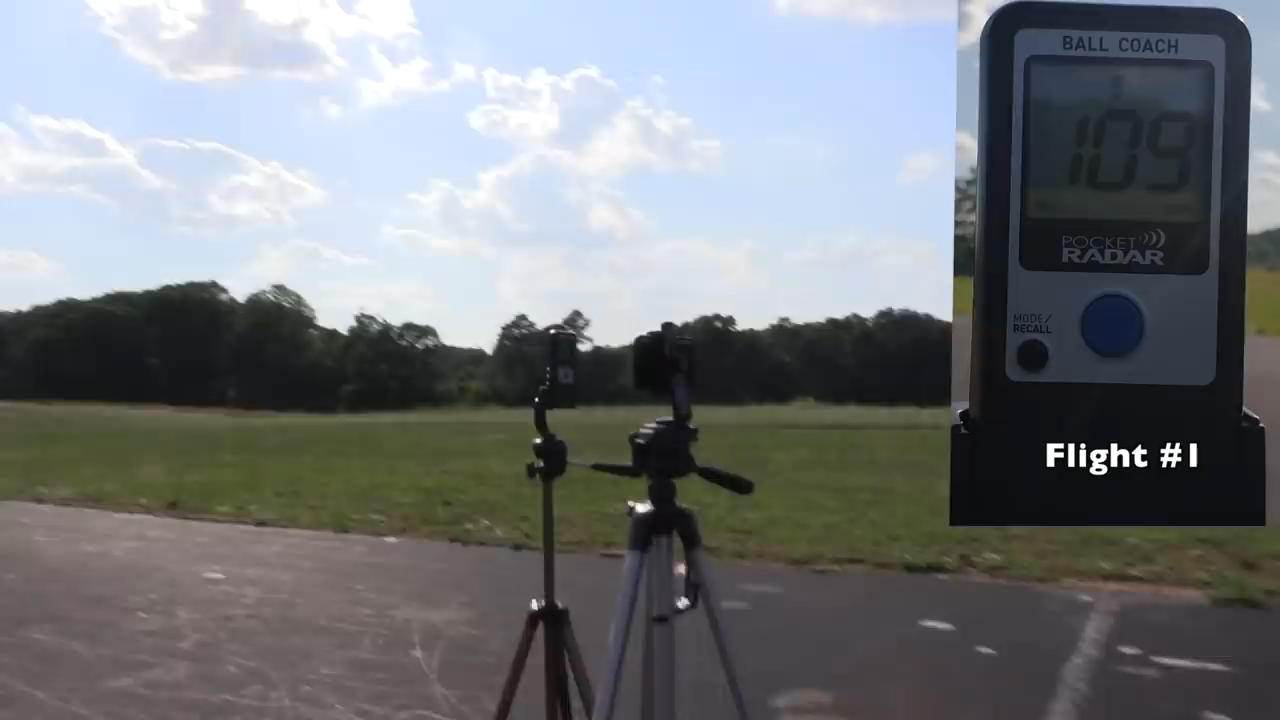 BALL COACH
109
POCKET
RADAR
MODE/
RECALL
Flight #1